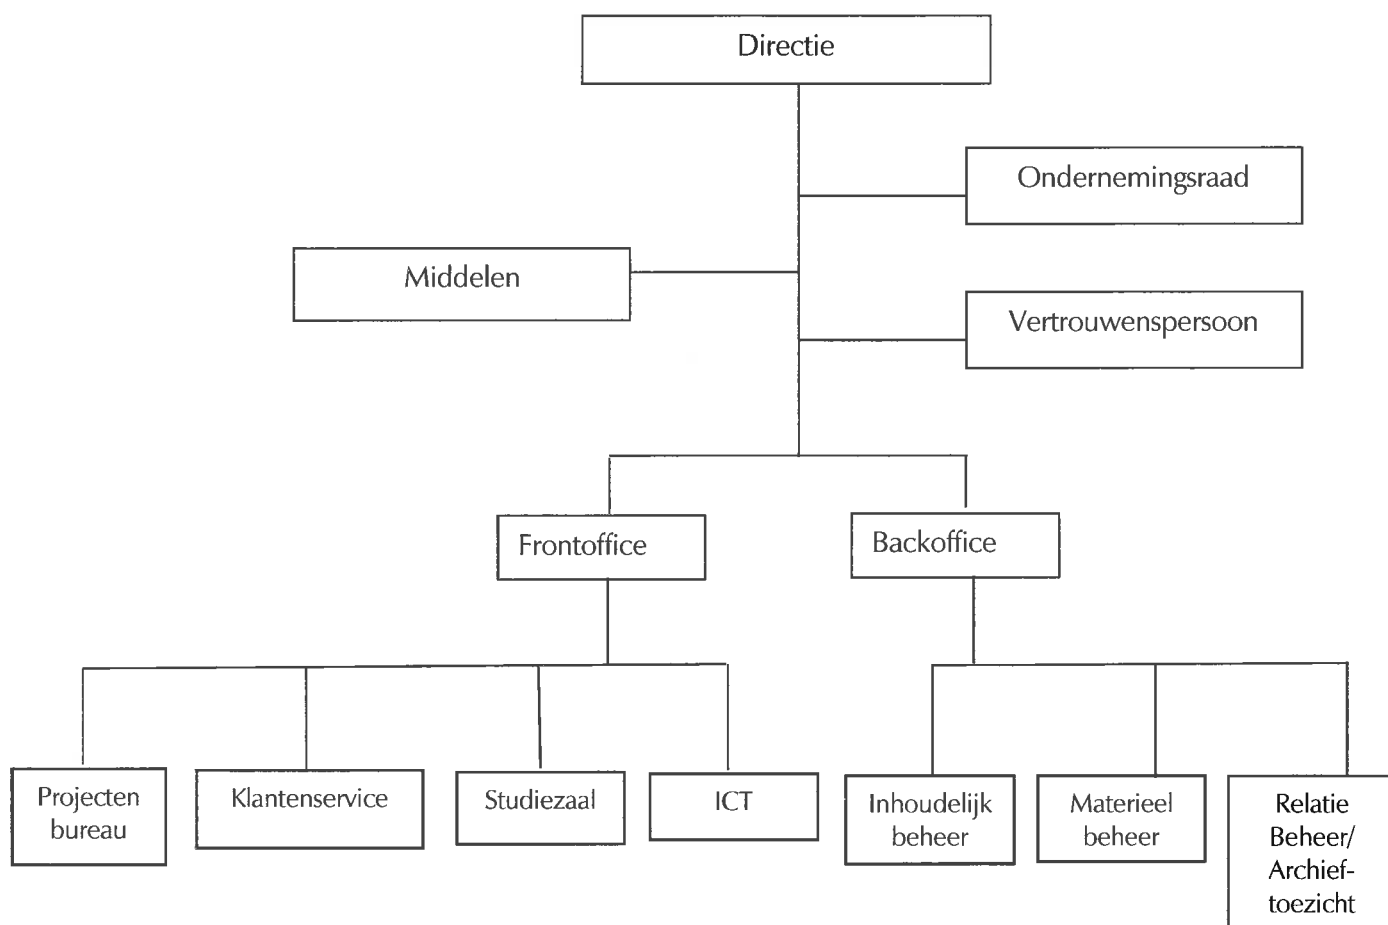 Directie
Ondernemingsraad
Middelen
Vertrouwenspersoon
Frontoffice
Backoffice
Projecten
bureau
Klantenservice
Studiezaal
ICT
Inhoudelijk
beheer
Materieel
beheer
Relatie
Beheer/
Archief-
toezicht